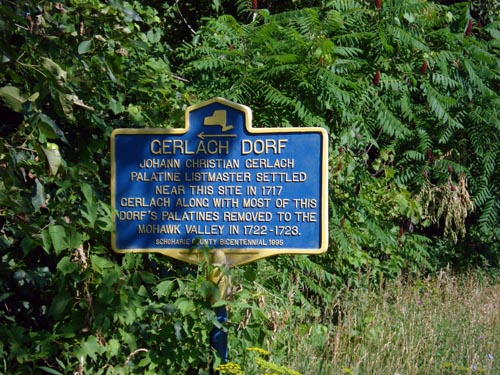 GERLACH DORF
JOHANN CHRISTIAN GERLACH
PALATINE LISTMASTER SETTLED
NEAR THIS SITE IN 1717
GERLACH ALONG WITH MOST OF THIS
DORF'S PALATINES REMOVED TO THE
MOHAWK VALLEY IN 1722-1723.
SCHOHARIE COUNTY BICENTENNIAL 1995